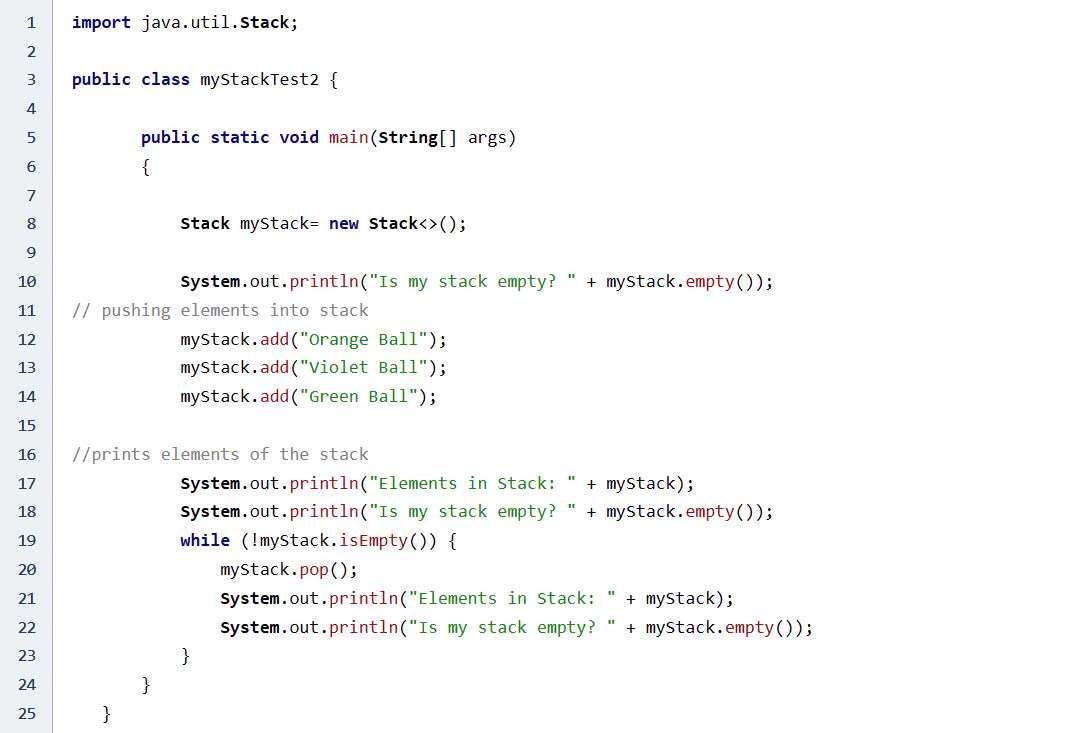 1 import java.util.Stack;
2
3 public class myStackTest2 {
4
5 public static void main(String[] args)
6 {
7
8 Stack myStack= new Stack<>();
9
10 System.out.println("Is my stack empty? " + myStack.empty());
11 // pushing elements into stack
12 myStack.add("Orange Ball");
13 myStack.add("Violet Ball");
14 myStack.add("Green Ball");
15
16 //prints elements of the stack
17 System.out.println("Elements in Stack: " + myStack);
18 System.out.println("Is my stack empty? " + myStack.empty());
19 while (!myStack.isEmpty()) {
20 myStack.pop();
21 System.out.println("Elements in Stack: " + myStack);
22 System.out.println("Is my stack empty? " + myStack.empty());
23 }
24 }
25 }